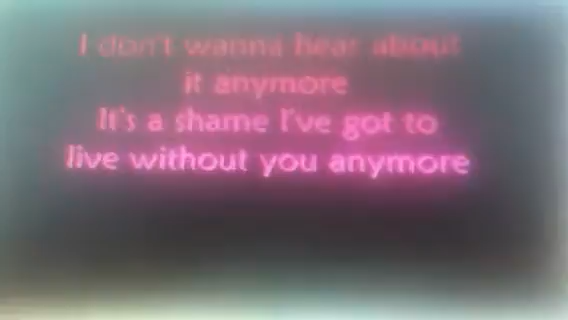 I don't wanna hear about
it anymore
It's a shame I've got to
live without you anymore